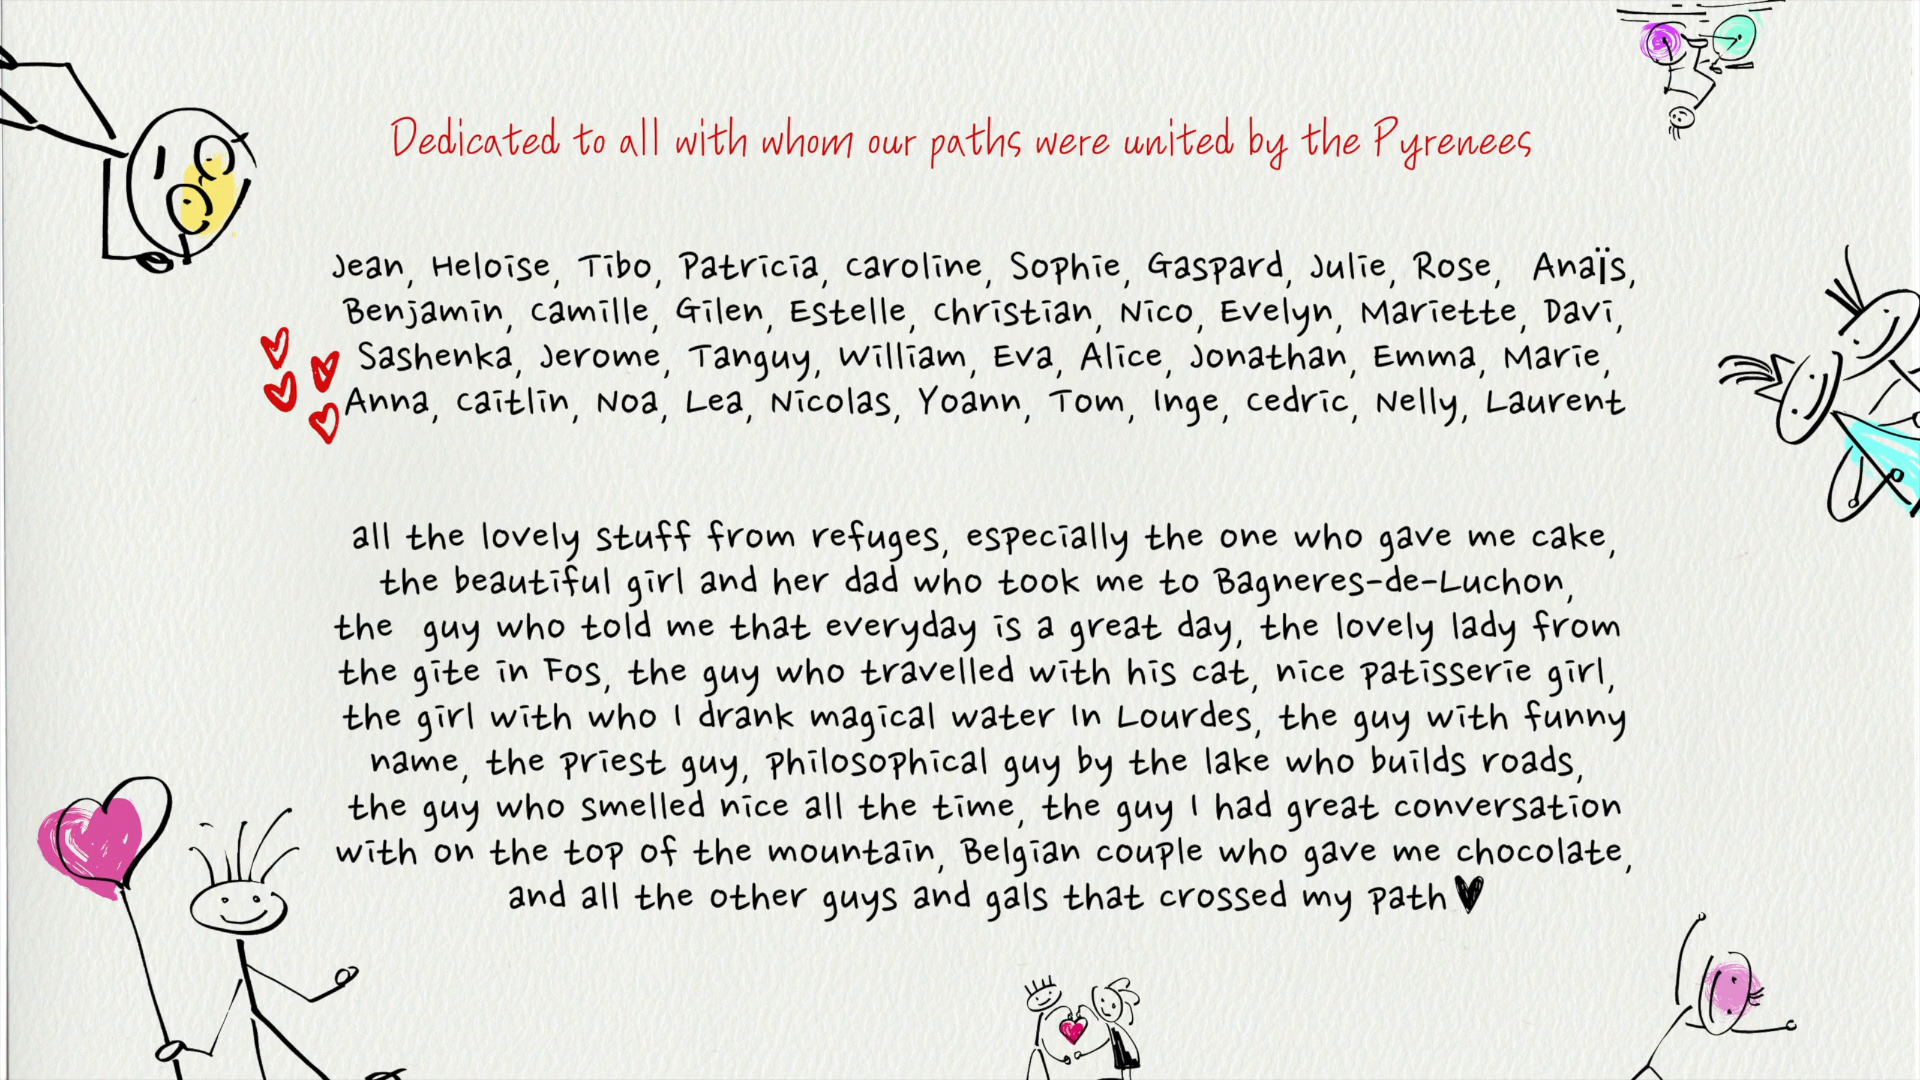 Dedicated to all with whom our paths were united by the Pyrenees
Jean, Heloise, Tibo, Patricia, Caroline, Sophie, Gaspard, Julie, Rose, Anaïs,
Benjamin, Camille, Gilen, Estelle, Christian, Nico, Evelyn, Mariette, Davi,
Sashenka, Jerome, Tanguy, William, Eva, Alice, Jonathan, Emma, Marie,
Anna, Caitlin, Noa, Lea, Nicolas, Yoann, Tom, Inge, Cedric, Nelly, Laurent
all the lovely stuff from refuges, especially the one who gave me cake,
the beautiful girl and her dad who took me to Bagneres-de-Luchon,
the guy who told me that everyday is a great day, the lovely lady from
the gite in Fos, the guy who travelled with his cat, nice patisserie girl,
the girl with who I drank magical water In Lourdes, the guy with funny
name, the priest guy, philosophical guy by the lake who builds roads,
the guy who smelled nice all the time, the guy I had great conversation
with on the top of the mountain, Belgian couple who gave me chocolate,
and all the other guys and gals that crossed my path